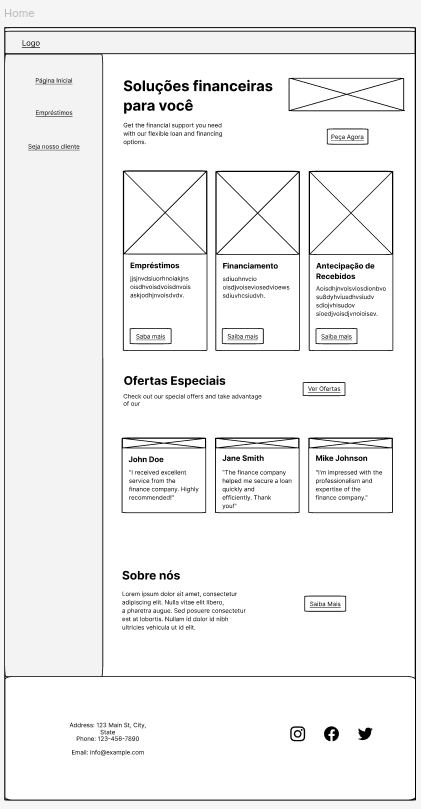 Home
Logo
Página Inicial
Empréstimos
Seja nosso cliente
Soluções financeiras
para você
Get the financial support you need
with our flexible loan and financing
options.
Peça Agora
Empréstimos
jjsjnvdsiuorhnoiakjns
oisdhvoisdvoisdnvois
askjodhjnvoisdvdv.
Saba mais
Financiamento
sdiuohnvcio
oisdjvoiseviosedvioews
sdiuvhcsiudvh.
Saiba mais
Antecipação de
Recebidos
Aoisdhjnvoisviosdiontivo
sußdyhviusdhvsiudv
sdiojvhisudov
sioedjvoisdjvnoioisev.
Saiba mais
Ofertas Especiais
Check out our special offers and take advantage
of our
Ver Ofertas
John Doe
"I received excellent
service from the
finance company. Highly
recommended!"
Jane Smith
"The finance company
helped me secure a loan
quickly and
efficiently. Thank
you!"
Mike Johnson
"I'm impressed with the
professionalism and
expertise of the
finance company."
Sobre nós
Lorem ipsum dolor sit amet, consectetur
adipiscing elit. Nulla vitae elit libero,
a pharetra augue. Sed posuere consectetur
est at lobortis. Nullam id dolor id nibh
ultricies vehicula ut id elit.
Saiba Mais
Address: 123 Main St, City,
State
Phone: 123-456-7890
Email: info@example.com